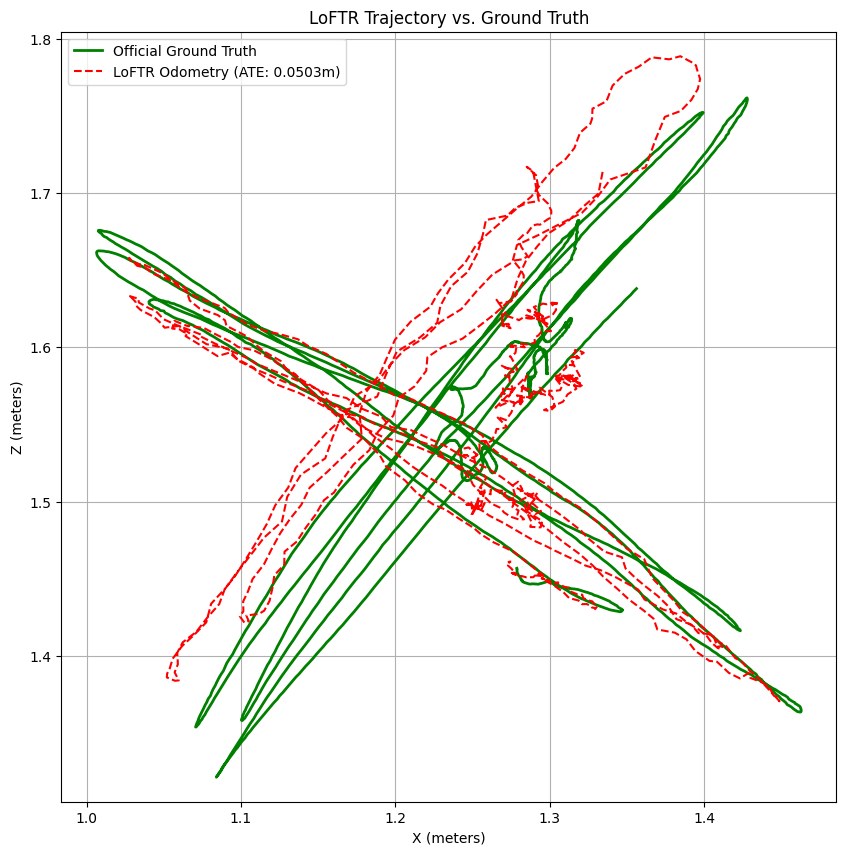 LoFTR Trajectory vs. Ground Truth
Official Ground Truth
LoFTR Odometry (ATE: 0.0503m)
1.8
1.7
1.6
1.5
1.4
Z (meters)
1.0 1.1 1.2 1.3 1.4
X (meters)